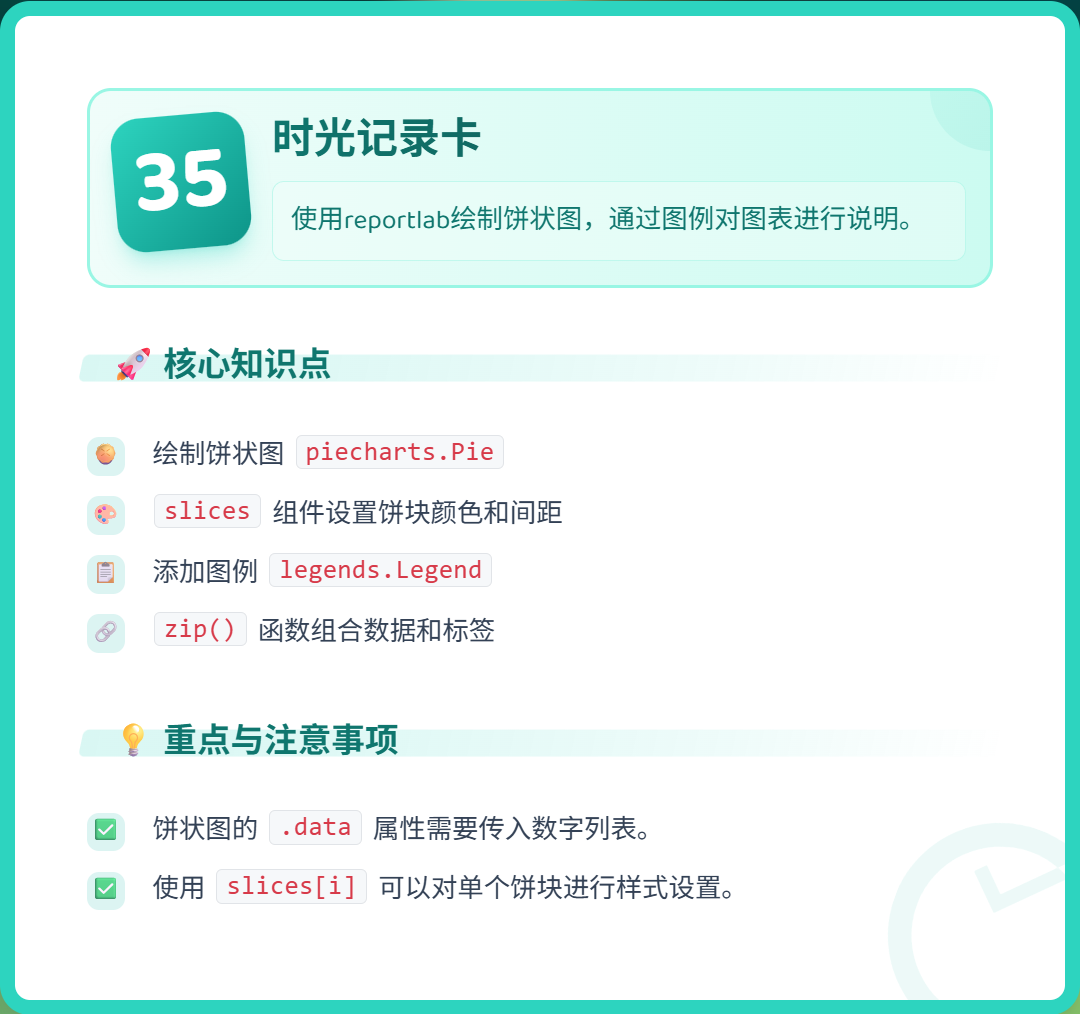 35
时光记录卡
使用reportlab绘制饼状图，通过图例对图表进行说明。
🚀 核心知识点
绘制饼状图 piecharts.Pie
slices 组件设置饼块颜色和间距
添加图例 legends.Legend
zip() 函数组合数据和标签
💡 重点与注意事项
饼状图的 .data 属性需要传入数字列表。
使用 slices[i] 可以对单个饼块进行样式设置。